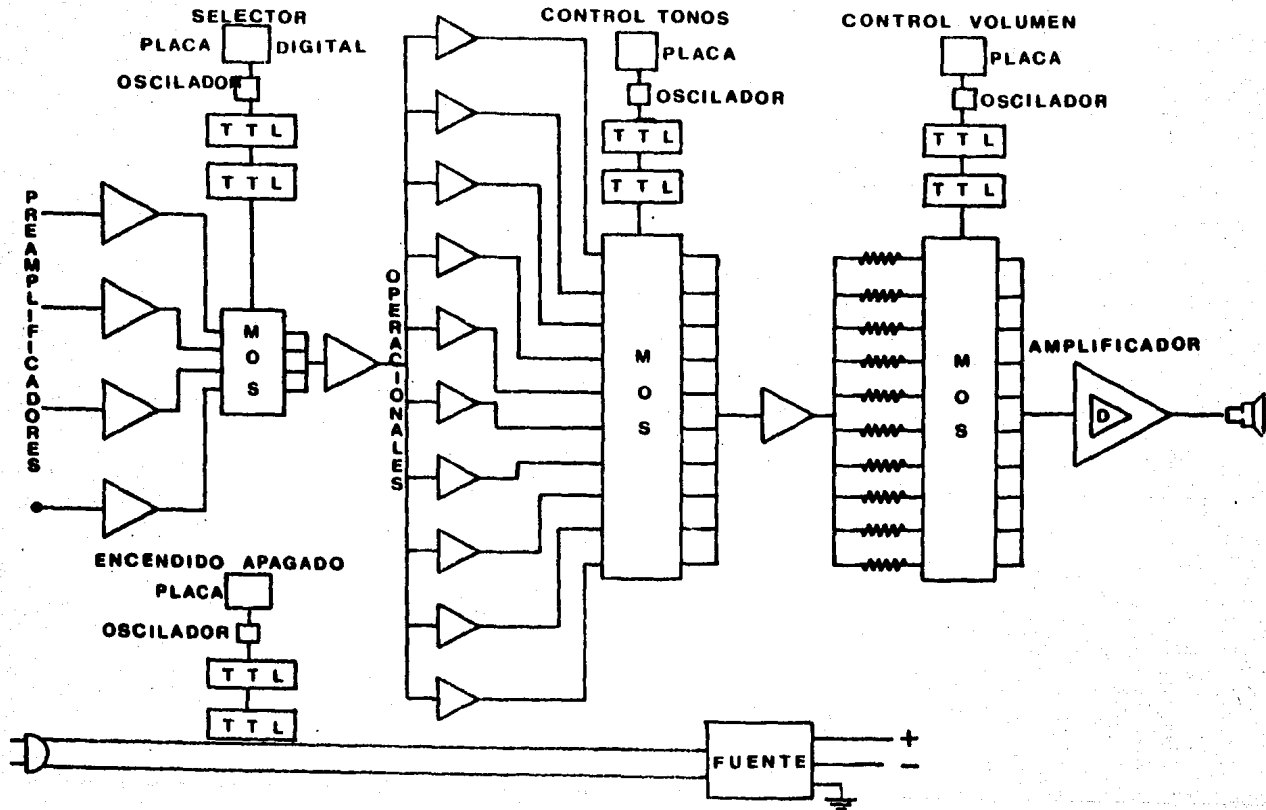 SELECTOR
PLACA DIGITAL
OSCILADOR
TTL
TTL
CONTROL TONOS
PLACA
OSCILADOR
TTL
TTL
CONTROL VOLUMEN
PLACA
OSCILADOR
TTL
TTL
PREAMPLIFICADORES
MOS
OPERACIONALES
MOS
MOS
AMPLIFICADOR
D
ENCENDIDO APAGADO
PLACA
OSCILADOR
TTL
TTL
FUENTE
+
−